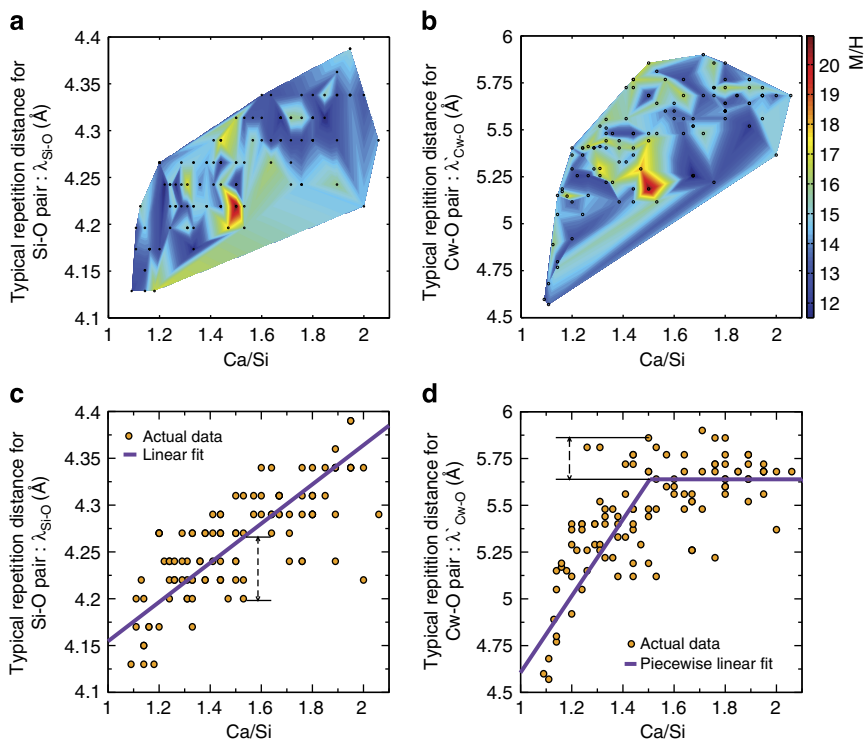 a
Typical repetition distance for
Si-O pair : λSi-O (Å)
4.4
4.35
4.3
4.25
4.2
4.15
4.1
1 1.2 1.4 1.6 1.8 2
Ca/Si
b
Typical repitition distance for
Cw-O pair : λ`Cw-O (Å)
6
5.75
5.5
5.25
5
4.75
4.5
1 1.2 1.4 1.6 1.8 2
Ca/Si
20
19
18
17
16
15
14
13
12
M/H
c
Typical repetition distance for
Si-O pair : λSi-O (Å)
4.4
4.35
4.3
4.25
4.2
4.15
4.1
Actual data
Linear fit
1 1.2 1.4 1.6 1.8 2
Ca/Si
d
Typical repetition distance for
Cw-O pair : λ`Cw-O (Å)
6
5.75
5.5
5.25
5
4.75
4.5
Actual data
Piecewise linear fit
1 1.2 1.4 1.6 1.8 2
Ca/Si